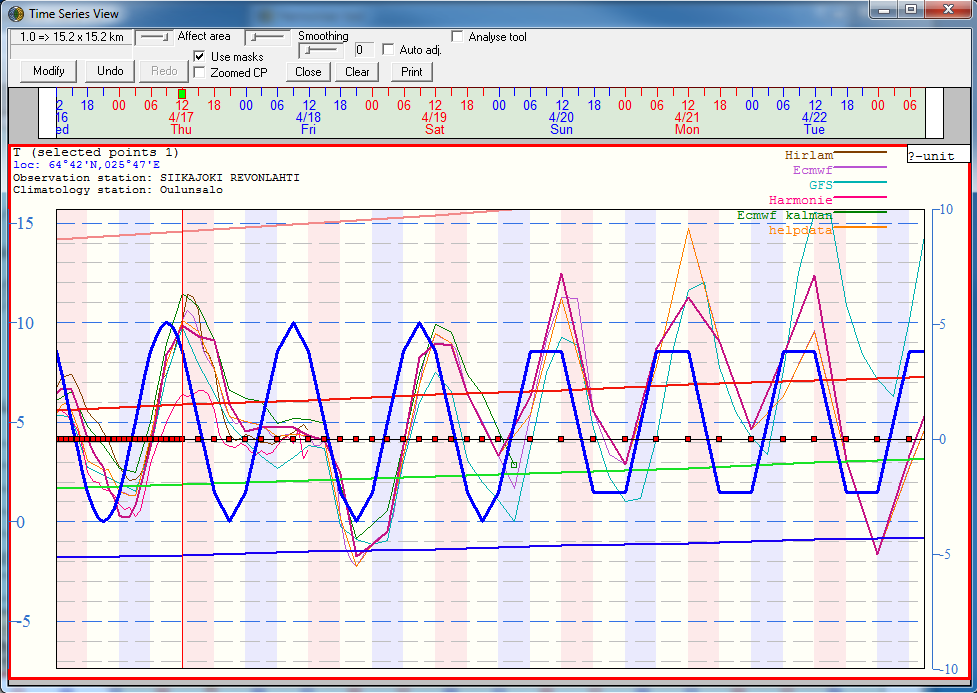 Time Series View
1.0 => 15.2 x 15.2 km
Affect area
Smoothing
0
Auto adj.
Analyse tool
Use masks
Zoomed CP
Modify
Undo
Redo
Close
Clear
Print
2 18 00 06 12 18 00 06 12 18 00 06 12 18 00 06 12 18 00 06 12 18 00 06 12 18 00 06
16 4/17 4/18 4/19 4/20 4/21 4/22
ed Thu Fri Sat Sun Mon Tue
T (selected points 1)
loc: 64°42'N,025°47'E
Observation station: SIIKAJOKI REVONLAHTI
Climatology station: Oulunsalo
?-unit
Hirlam
Ecmwf
GFS
Harmonie
Ecmwf kalman
helpdata
15
10
5
0
-5
10
5
0
-5
-10